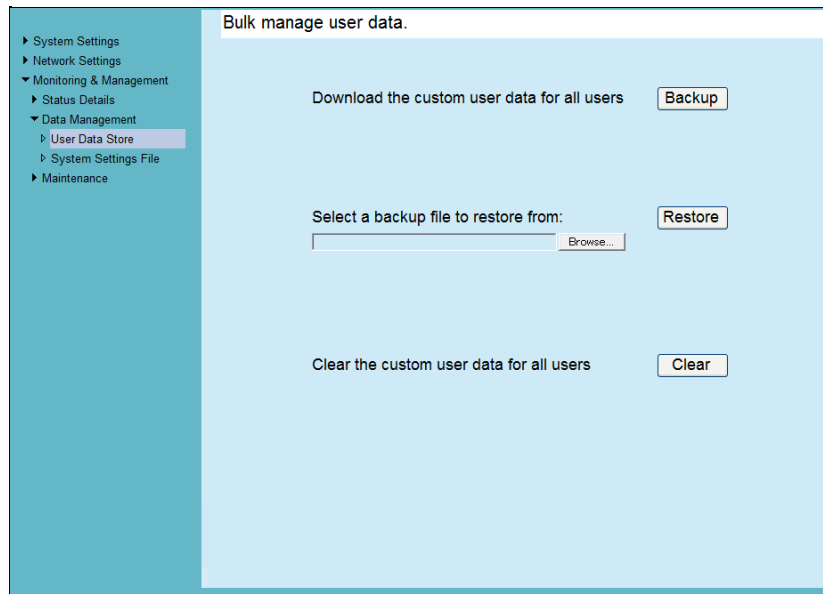 Bulk manage user data.
System Settings
Network Settings
Monitoring & Management
Status Details
Data Management
User Data Store
System Settings File
Maintenance
Download the custom user data for all users
Backup
Select a backup file to restore from:
Restore
Browse...
Clear the custom user data for all users
Clear